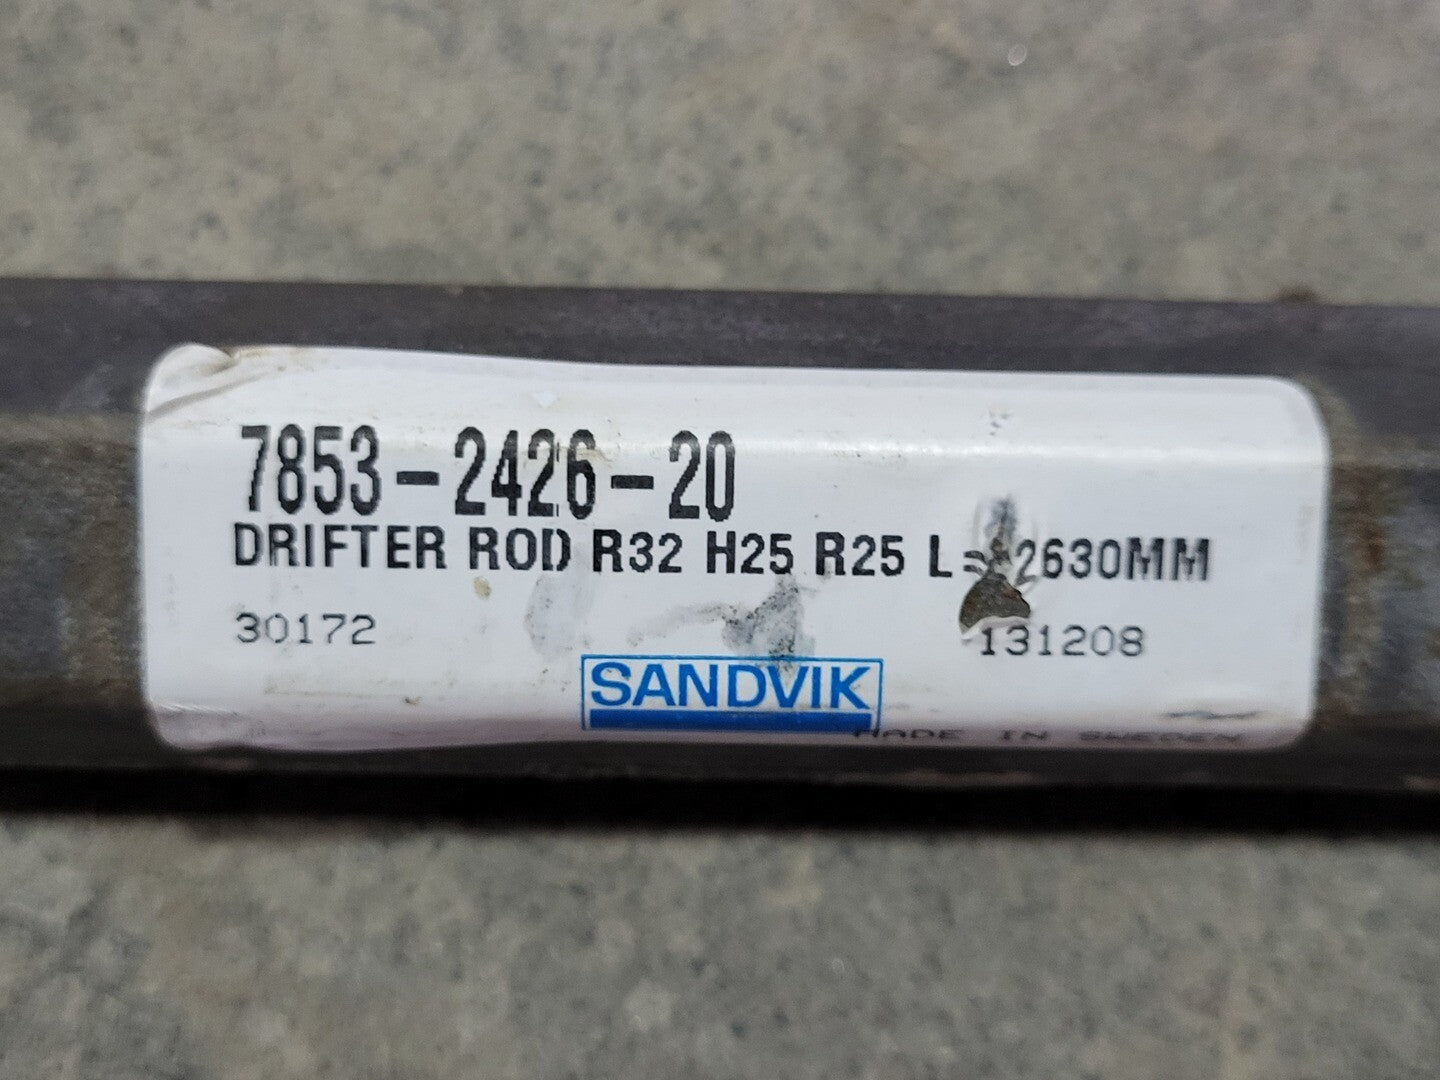 7853-2426-20
DRIFTER ROD R32 H25 R25 L= 2630MM
30172
131208
SANDVIK
MADE IN SWEDEN